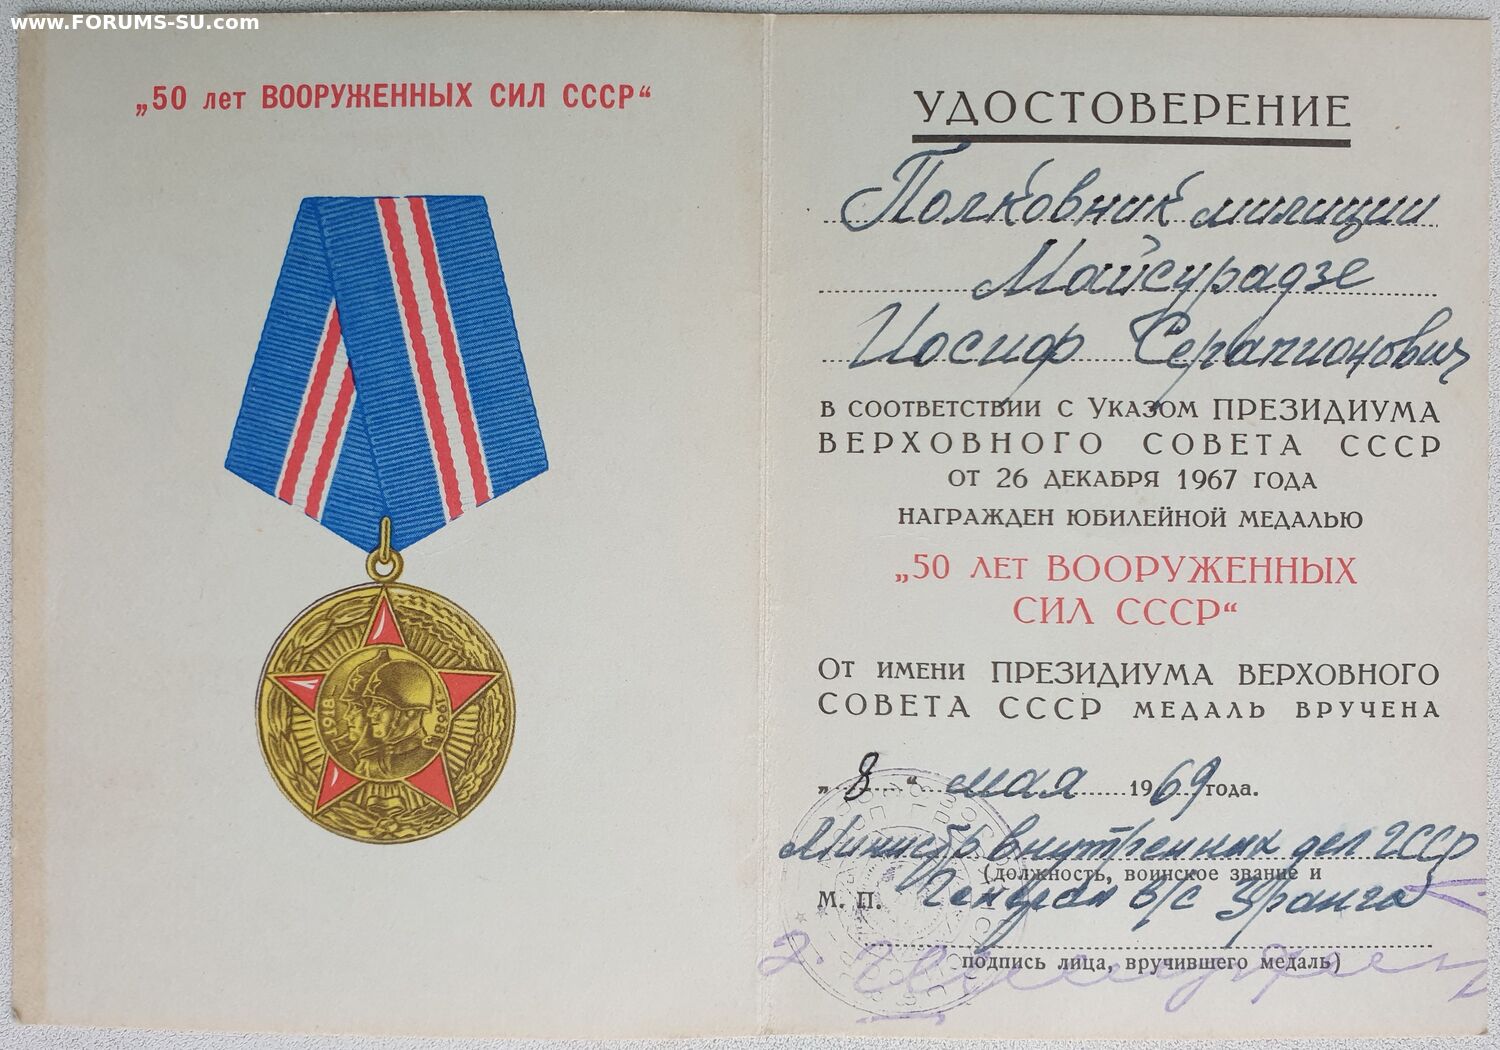 www.FORUMS-SU.com
„50 лет ВООРУЖЕННЫХ СИЛ СССР“
1918
1968
УДОСТОВЕРЕНИЕ
Полковник милиции
Майсурадзе
Иосиф Серапионович
В СООТВЕТСТВИИ С УКАЗОМ ПРЕЗИДИУМА
ВЕРХОВНОГО СОВЕТА СССР
ОТ 26 ДЕКАБРЯ 1967 ГОДА
НАГРАЖДЕН ЮБИЛЕЙНОЙ МЕДАЛЬЮ
„50 ЛЕТ ВООРУЖЕННЫХ
СИЛ СССР“
ОТ ИМЕНИ ПРЕЗИДИУМА ВЕРХОВНОГО
СОВЕТА СССР МЕДАЛЬ ВРУЧЕНА
„ 8 “ мая 1969 года.
Министр внутренних дел ГССР
(должность, воинское звание и
М. П. Генерал в/с 3 ранга
подпись лица, вручившего медаль)